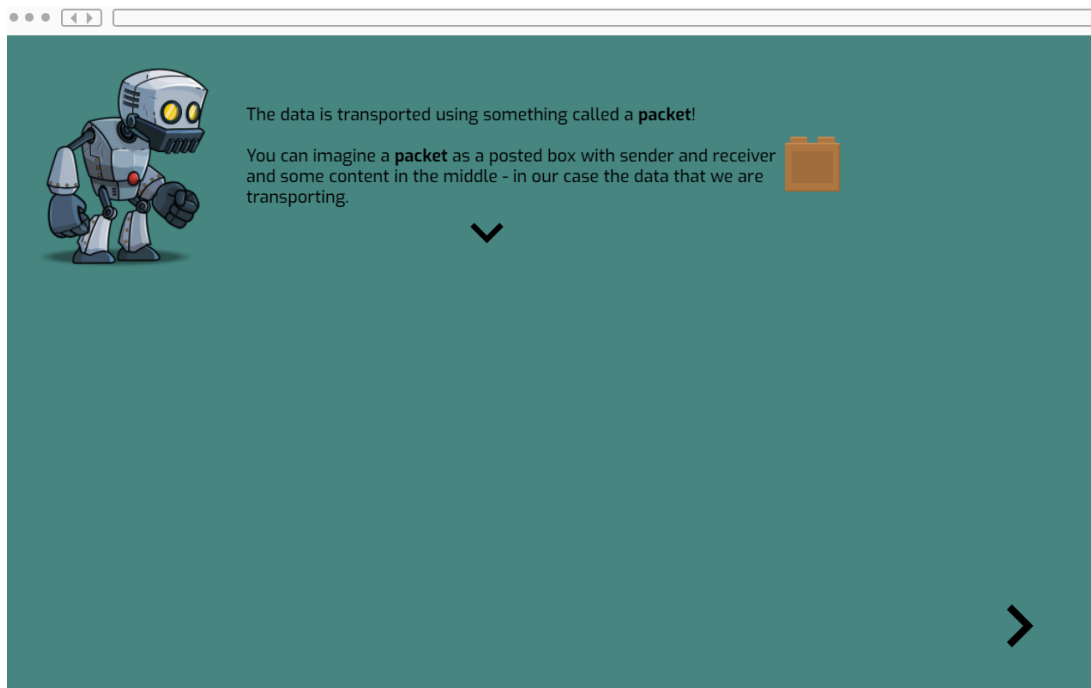 The data is transported using something called a packet!
You can imagine a packet as a posted box with sender and receiver
and some content in the middle - in our case the data that we are
transporting.